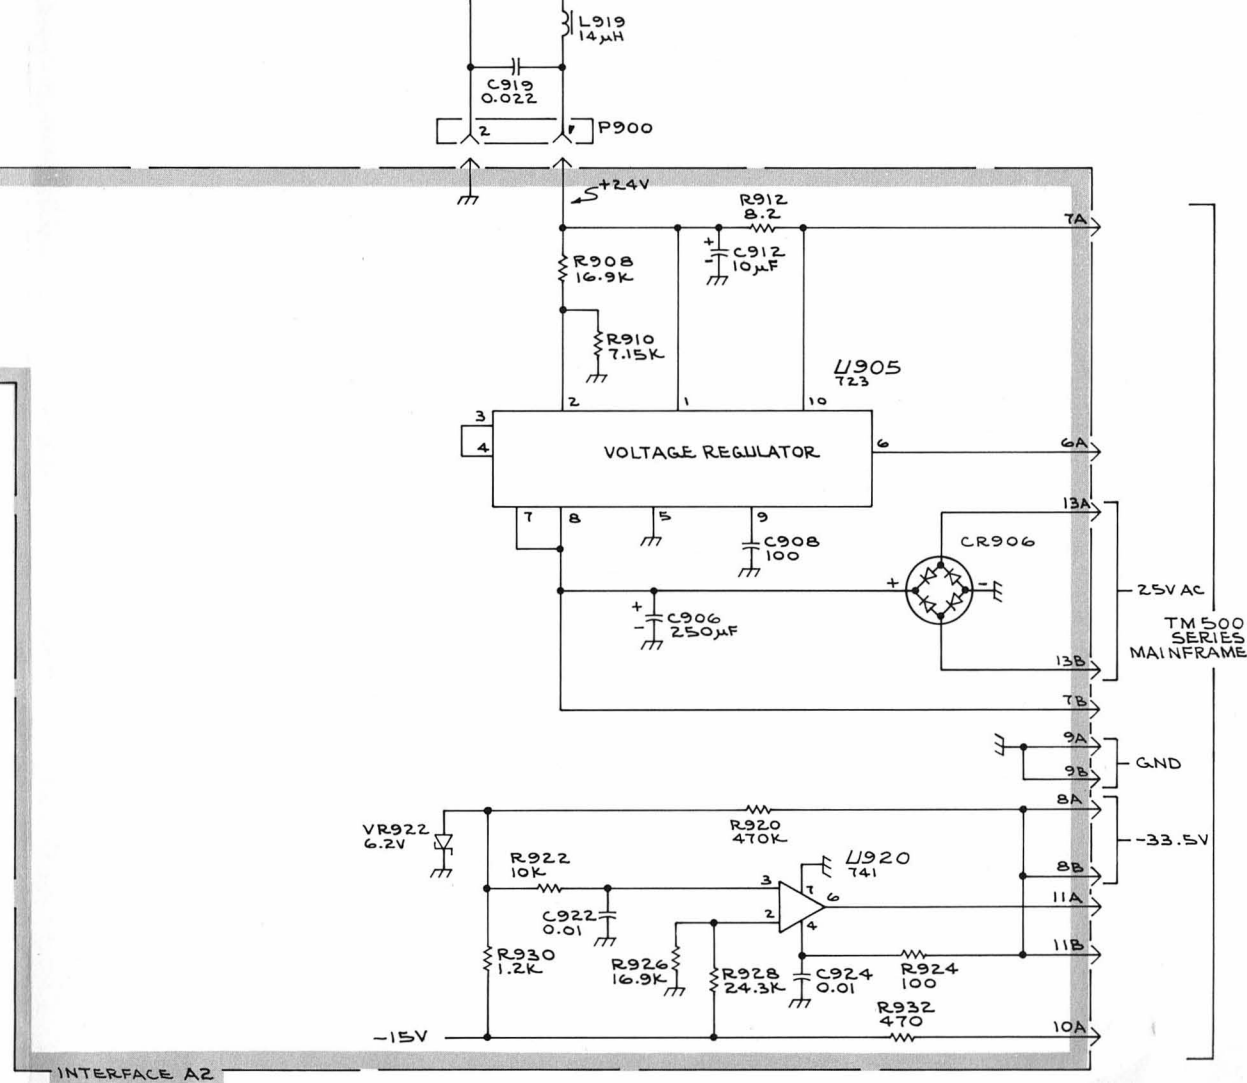 L919
14μH
C919
0.022
2
P900
+24V
R912
8.2
7A
+
-
C912
10μF
R908
16.9K
R910
7.15K
U905
723
2
1
10
3
4
VOLTAGE REGULATOR
6
6A
7
8
5
9
C908
100
13A
CR906
+
-
25V AC
+
-
C906
250μF
TM 500
SERIES
MAINFRAME
13B
7B
9A
GND
9B
8A
VR922
6.2V
R920
470K
-33.5V
R922
10K
U920
741
8B
3
7
6
11A
C922
0.01
2
4
11B
R930
1.2K
R926
16.9K
R928
24.3K
C924
0.01
R924
100
R932
470
-15V
10A
INTERFACE A2